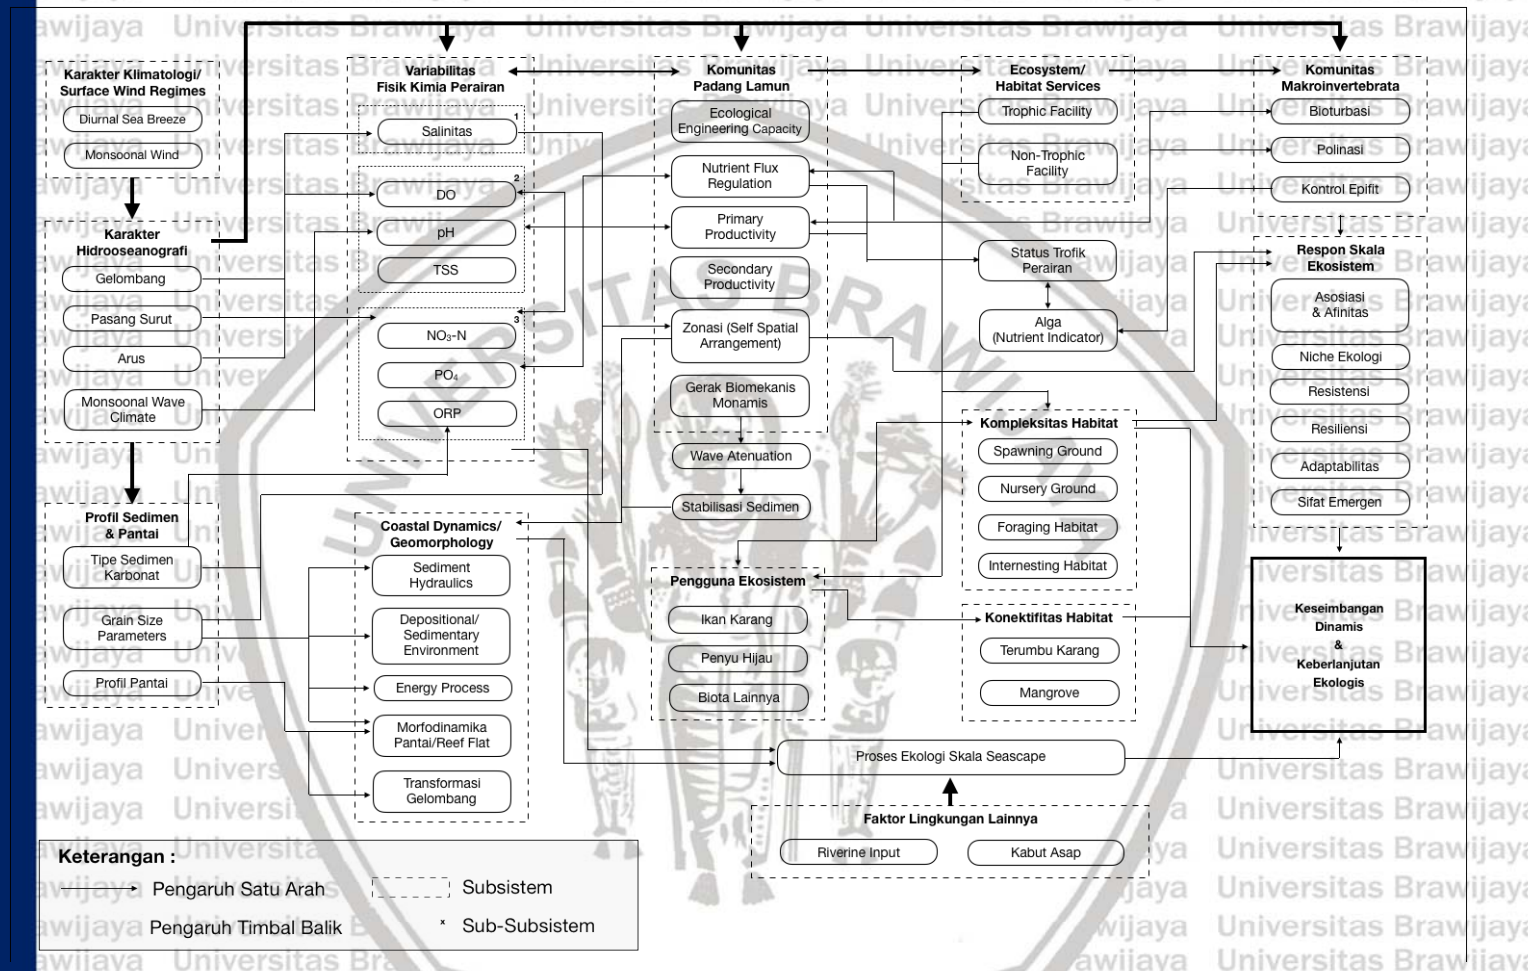 Karakter Klimatologi/
Surface Wind Regimes
Diurnal Sea Breeze
Monsoonal Wind
Karakter
Hidrooseanografi
Gelombang
Pasang Surut
Arus
Monsoonal Wave
Climate
Profil Sedimen
& Pantai
Tipe Sedimen
Karbonat
Grain Size
Parameters
Profil Pantai
Variabilitas
Fisik Kimia Perairan
1
Salinitas
2
DO
pH
TSS
3
NO₃-N
PO₄
ORP
Coastal Dynamics/
Geomorphology
Sediment
Hydraulics
Depositional/
Sedimentary
Environment
Energy Process
Morfodinamika
Pantai/Reef Flat
Transformasi
Gelombang
Komunitas
Padang Lamun
Ecological
Engineering Capacity
Nutrient Flux
Regulation
Primary
Productivity
Secondary
Productivity
Zonasi (Self Spatial
Arrangement)
Gerak Biomekanis
Monamis
Wave Atenuation
Stabilisasi Sedimen
Pengguna Ekosistem
Ikan Karang
Penyu Hijau
Biota Lainnya
Ecosystem/
Habitat Services
Trophic Facility
Non-Trophic
Facility
Status Trofik
Perairan
Alga
(Nutrient Indicator)
Kompleksitas Habitat
Spawning Ground
Nursery Ground
Foraging Habitat
Internesting Habitat
Konektifitas Habitat
Terumbu Karang
Mangrove
Proses Ekologi Skala Seascape
Faktor Lingkungan Lainnya
Riverine Input
Kabut Asap
Komunitas
Makroinvertebrata
Bioturbasi
Polinasi
Kontrol Epifit
Respon Skala
Ekosistem
Asosiasi
& Afinitas
Niche Ekologi
Resistensi
Resiliensi
Adaptabilitas
Sifat Emergen
Keseimbangan
Dinamis
&
Keberlanjutan
Ekologis
Keterangan :
Pengaruh Satu Arah
Subsistem
Pengaruh Timbal Balik
x
Sub-Subsistem
UNIVERSITAS BRAWIJAYA
Universitas Brawijaya